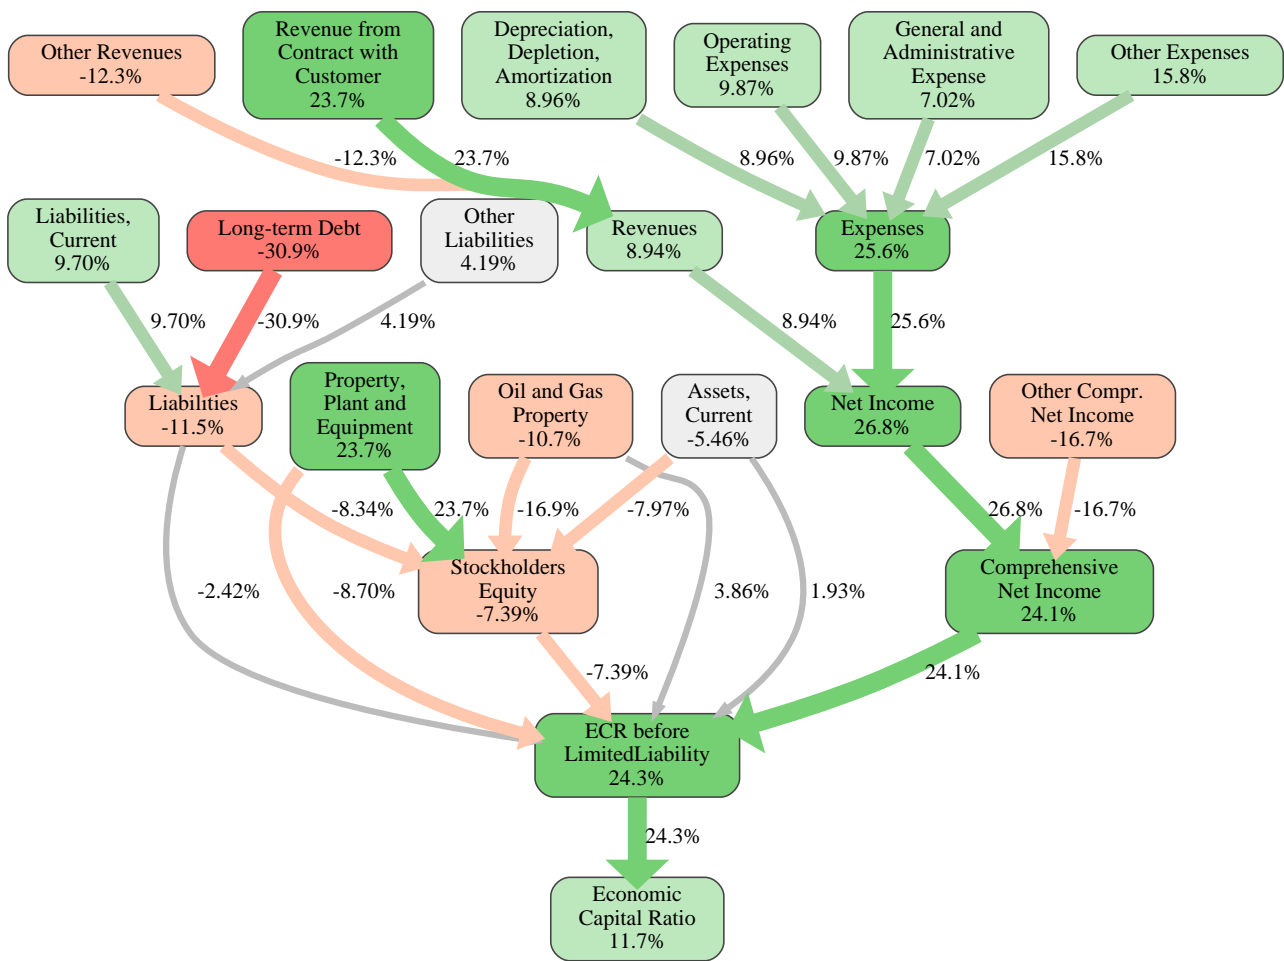 Other Revenues
-12.3%
Revenue from
Contract with
Customer
23.7%
Depreciation,
Depletion,
Amortization
8.96%
Operating
Expenses
9.87%
General and
Administrative
Expense
7.02%
Other Expenses
15.8%
-12.3%
23.7%
8.96%
9.87%
7.02%
15.8%
Liabilities,
Current
9.70%
Long-term Debt
-30.9%
Other
Liabilities
4.19%
Revenues
8.94%
Expenses
25.6%
9.70%
-30.9%
4.19%
8.94%
25.6%
Liabilities
-11.5%
Property,
Plant and
Equipment
23.7%
Oil and Gas
Property
-10.7%
Assets,
Current
-5.46%
Net Income
26.8%
Other Compr.
Net Income
-16.7%
-8.34%
23.7%
-16.9%
-7.97%
26.8%
-16.7%
-2.42%
-8.70%
Stockholders
Equity
-7.39%
3.86%
1.93%
Comprehensive
Net Income
24.1%
-7.39%
24.1%
ECR before
LimitedLiability
24.3%
24.3%
Economic
Capital Ratio
11.7%